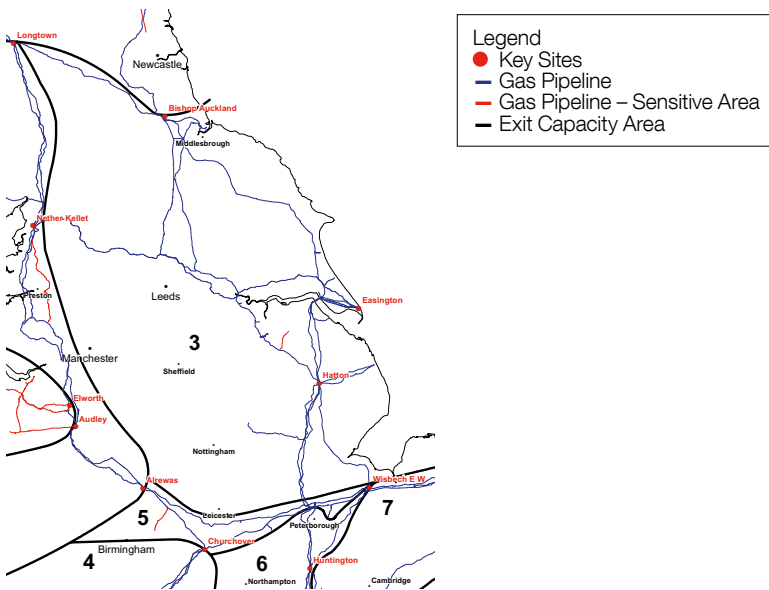 Longtown
Newcastle
Bishop Auckland
Middlesbrough
Nether Kellet
Preston
Leeds
Easington
3
Manchester
Sheffield
Hatton
Elworth
Audley
Nottingham
Alrewas
Wisbech E W
5
Leicester
Peterborough
7
Churchover
4
Birmingham
6
Huntington
Northampton
Cambridge
Legend
Key Sites
Gas Pipeline
Gas Pipeline – Sensitive Area
Exit Capacity Area